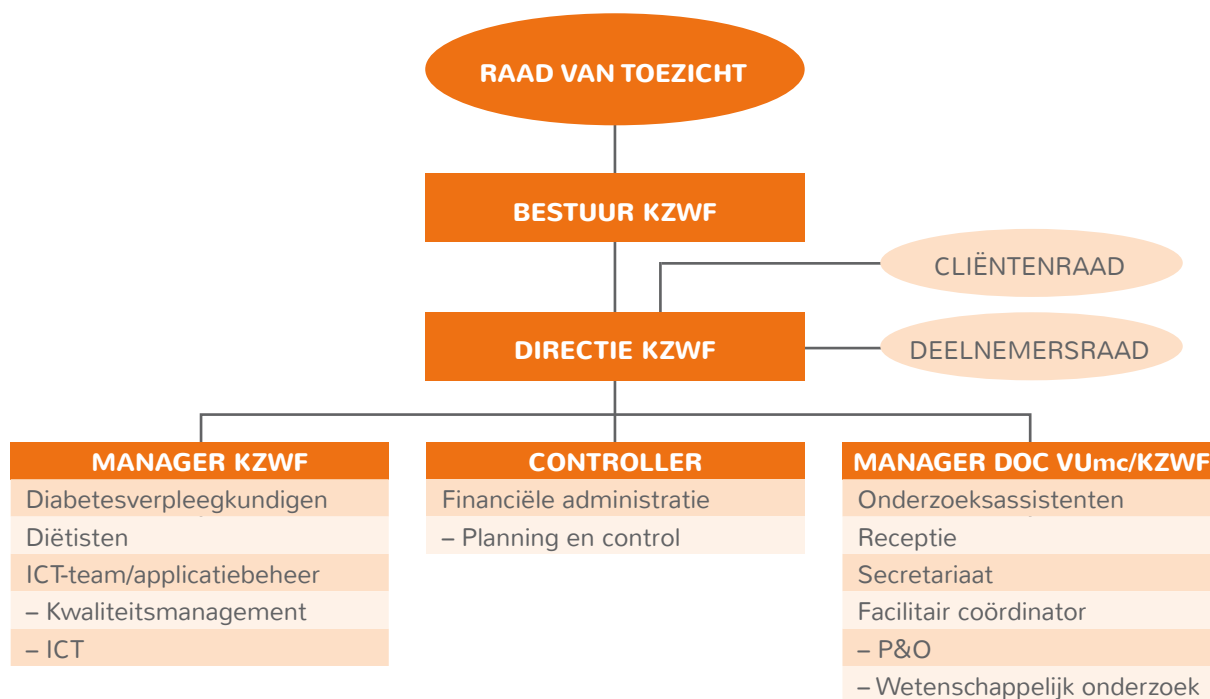 RAAD VAN TOEZICHT
BESTUUR KZWF
CLIËNTENRAAD
DIRECTIE KZWF
DEELNEMERSRAAD
MANAGER KZWF
Diabetesverpleegkundigen
Diëtisten
ICT-team/applicatiebeheer
– Kwaliteitsmanagement
– ICT
CONTROLLER
Financiële administratie
– Planning en control
MANAGER DOC VUmc/KZWF
Onderzoeksassistenten
Receptie
Secretariaat
Facilitair coördinator
– P&O
– Wetenschappelijk onderzoek